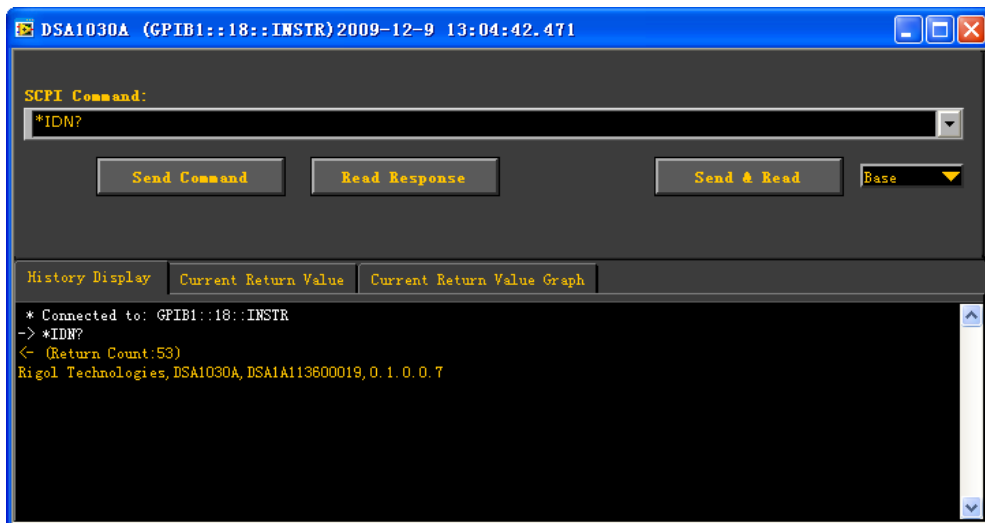 DSA1030A (GPIB1::18::INSTR)2009-12-9 13:04:42.471
SCPI Command:
*IDN?
Send Command Read Response Send & Read Base
History Display Current Return Value Current Return Value Graph
* Connected to: GPIB1::18::INSTR
-> *IDN?
<- (Return Count:53)
Rigol Technologies,DSA1030A,DSA1A113600019,0.1.0.0.7